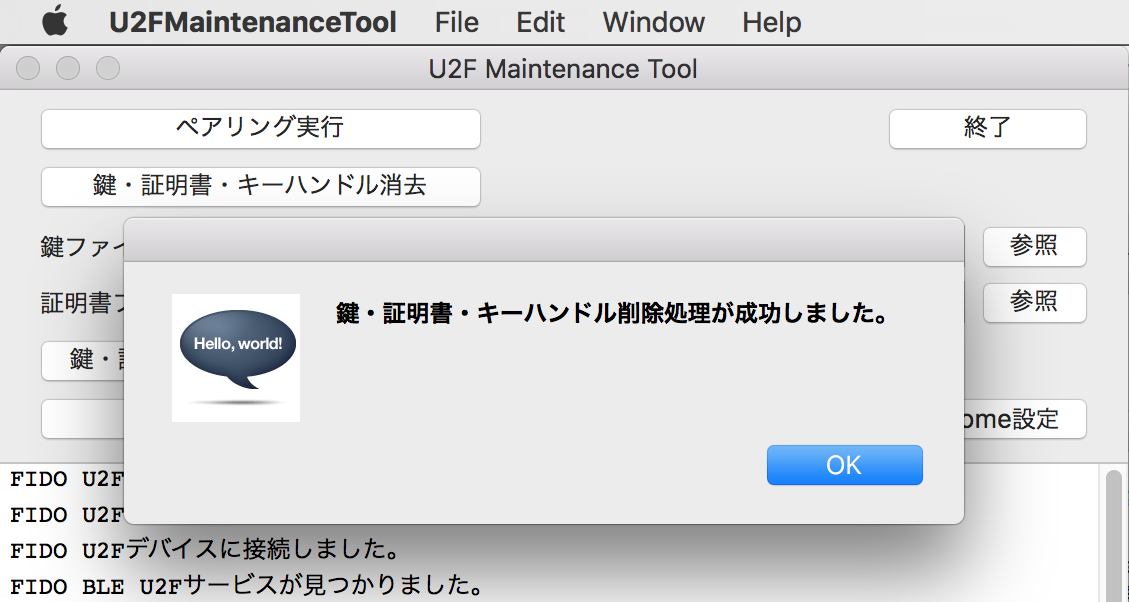 U2FMaintenanceTool File Edit Window Help
U2F Maintenance Tool
ペアリング実行 終了
鍵・証明書・キーハンドル消去
鍵ファイ 参照
証明書フ 参照
鍵・証
ome設定
Hello, world!
鍵・証明書・キーハンドル削除処理が成功しました。
OK
FIDO U2F
FIDO U2F
FIDO U2Fデバイスに接続しました。
FIDO BLE U2Fサービスが見つかりました。